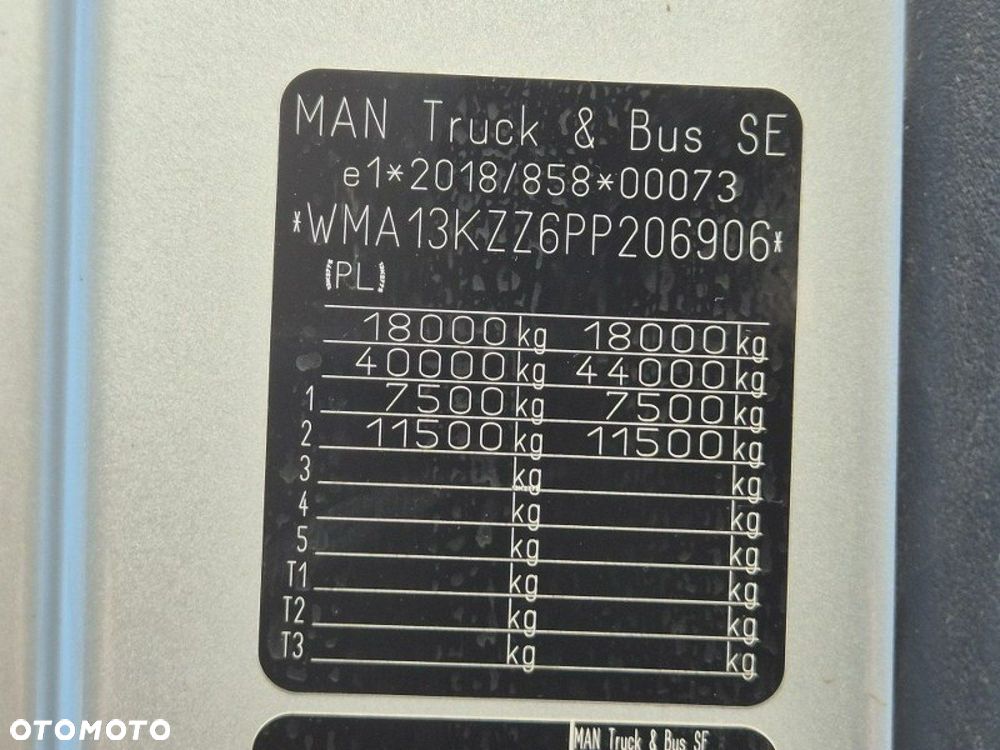 MAN Truck & Bus SE
e1*2018/858*00073
*WMA13KZZ6PP206906*
PL
18000 kg 18000 kg
40000 kg 44000 kg
1 7500 kg 7500 kg
2 11500 kg 11500 kg
3 kg kg
4 kg kg
5 kg kg
T1 kg kg
T2 kg kg
T3 kg kg
MAN Truck & Bus SE
OTOMOTO